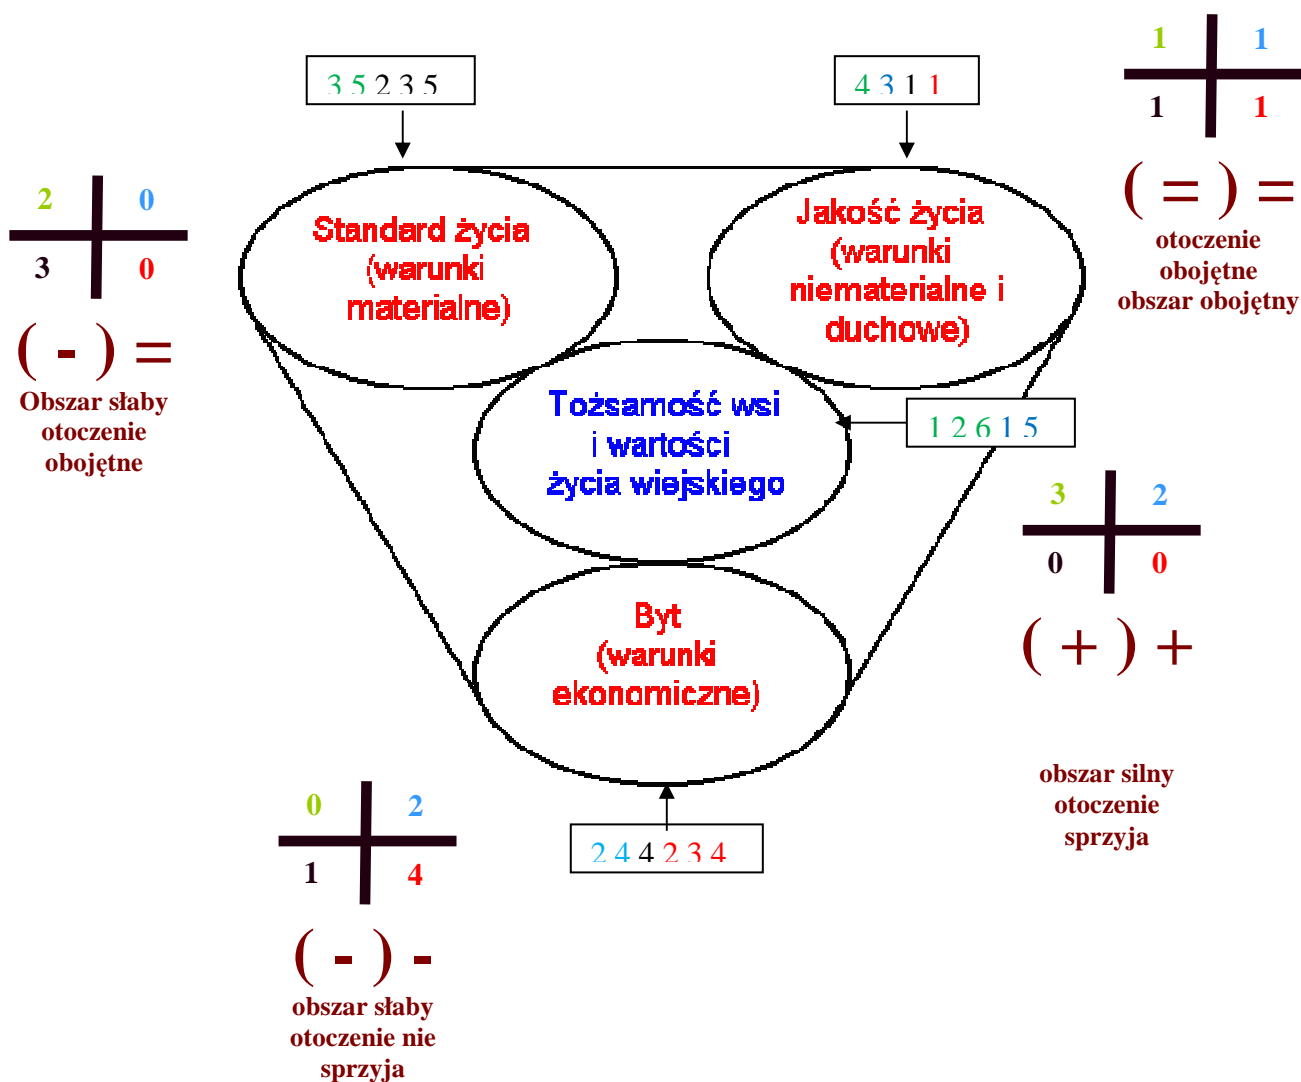 3 5 2 3 5
4 3 1 1
1 1
1 1
( = ) =
otoczenie
obojętne
obszar obojętny
2 0
3 0
( - ) =
Obszar słaby
otoczenie
obojętne
Standard życia
(warunki
materialne)
Jakość życia
(warunki
niematerialne i
duchowe)
Tożsamość wsi
i wartości
życia wiejskiego
1 2 6 1 5
3 2
0 0
( + ) +
obszar silny
otoczenie
sprzyja
Byt
(warunki
ekonomiczne)
2 4 4 2 3 4
0 2
1 4
( - ) -
obszar słaby
otoczenie nie
sprzyja